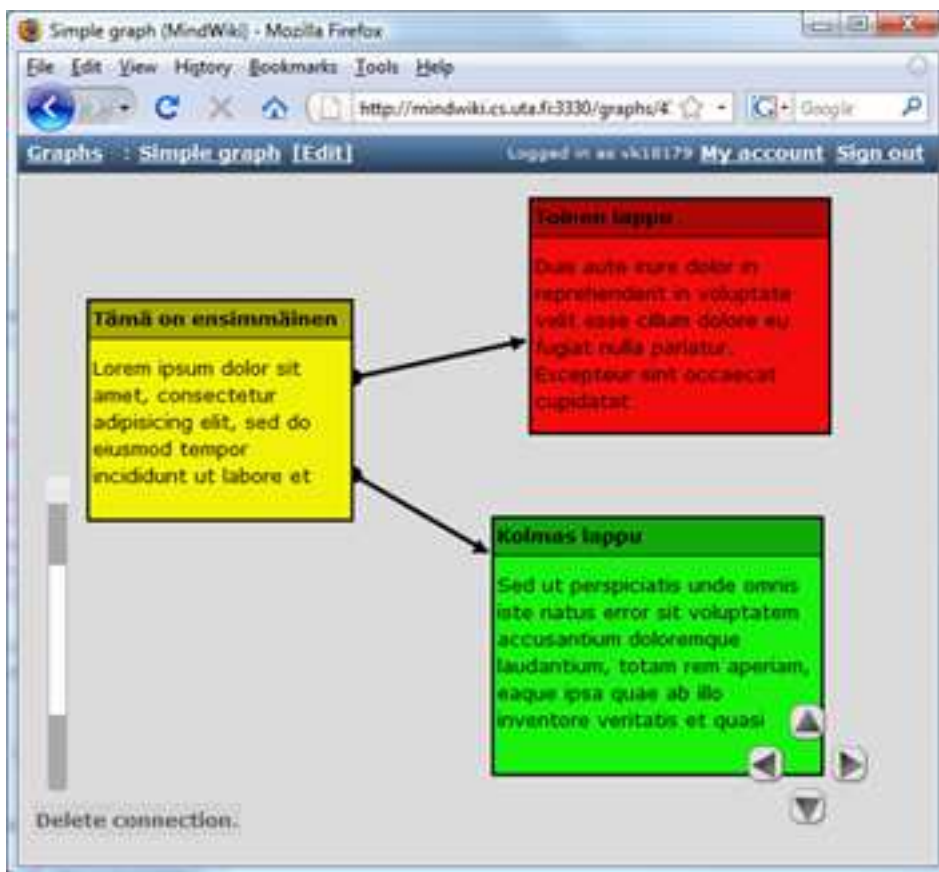 Simple graph (MindWiki) - Mozilla Firefox
File Edit View History Bookmarks Tools Help
http://mindwiki.cs.uta.fi:3330/graphs/4
Google
Graphs : Simple graph [Edit]
Logged in as vk18179 My account Sign out
Toinen lappu
Duis aute irure dolor in
reprehenderit in voluptate
velit esse cillum dolore eu
fugiat nulla pariatur.
Excepteur sint occaecat
cupidatat
Tämä on ensimmäinen
Lorem ipsum dolor sit
amet, consectetur
adipisicing elit, sed do
eiusmod tempor
incididunt ut labore et
Kolmas lappu
Sed ut perspiciatis unde omnis
iste natus error sit voluptatem
accusantium doloremque
laudantium, totam rem aperiam,
eaque ipsa quae ab illo
inventore veritatis et quasi
Delete connection.